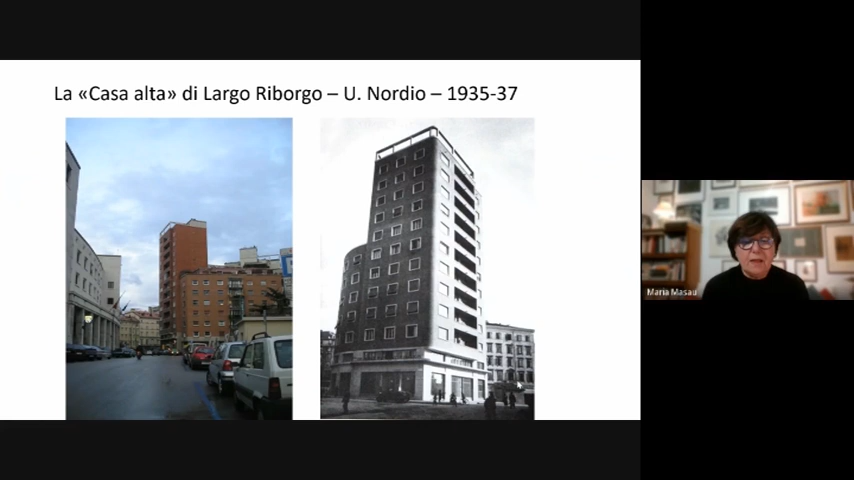 La «Casa alta» di Largo Riborgo – U. Nordio – 1935-37
Maria Masau